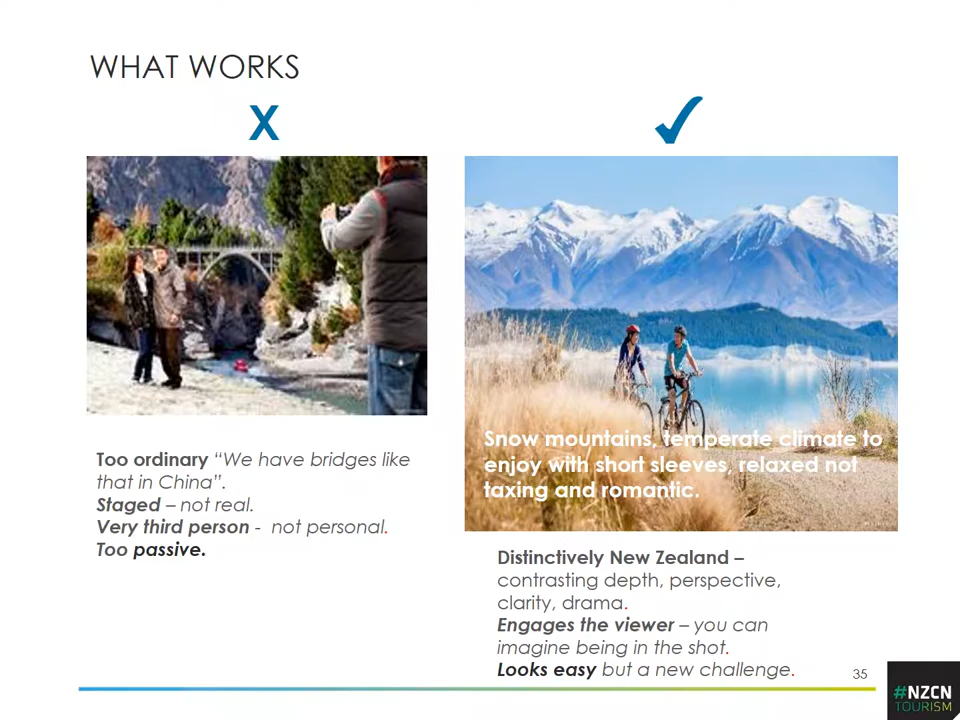 WHAT WORKS
X
Too ordinary “We have bridges like
that in China”.
Staged – not real.
Very third person - not personal.
Too passive.
Snow mountains, temperate climate to
enjoy with short sleeves, relaxed not
taxing and romantic.
Distinctively New Zealand –
contrasting depth, perspective,
clarity, drama.
Engages the viewer – you can
imagine being in the shot.
Looks easy but a new challenge.
35
#NZCN
TOURISM